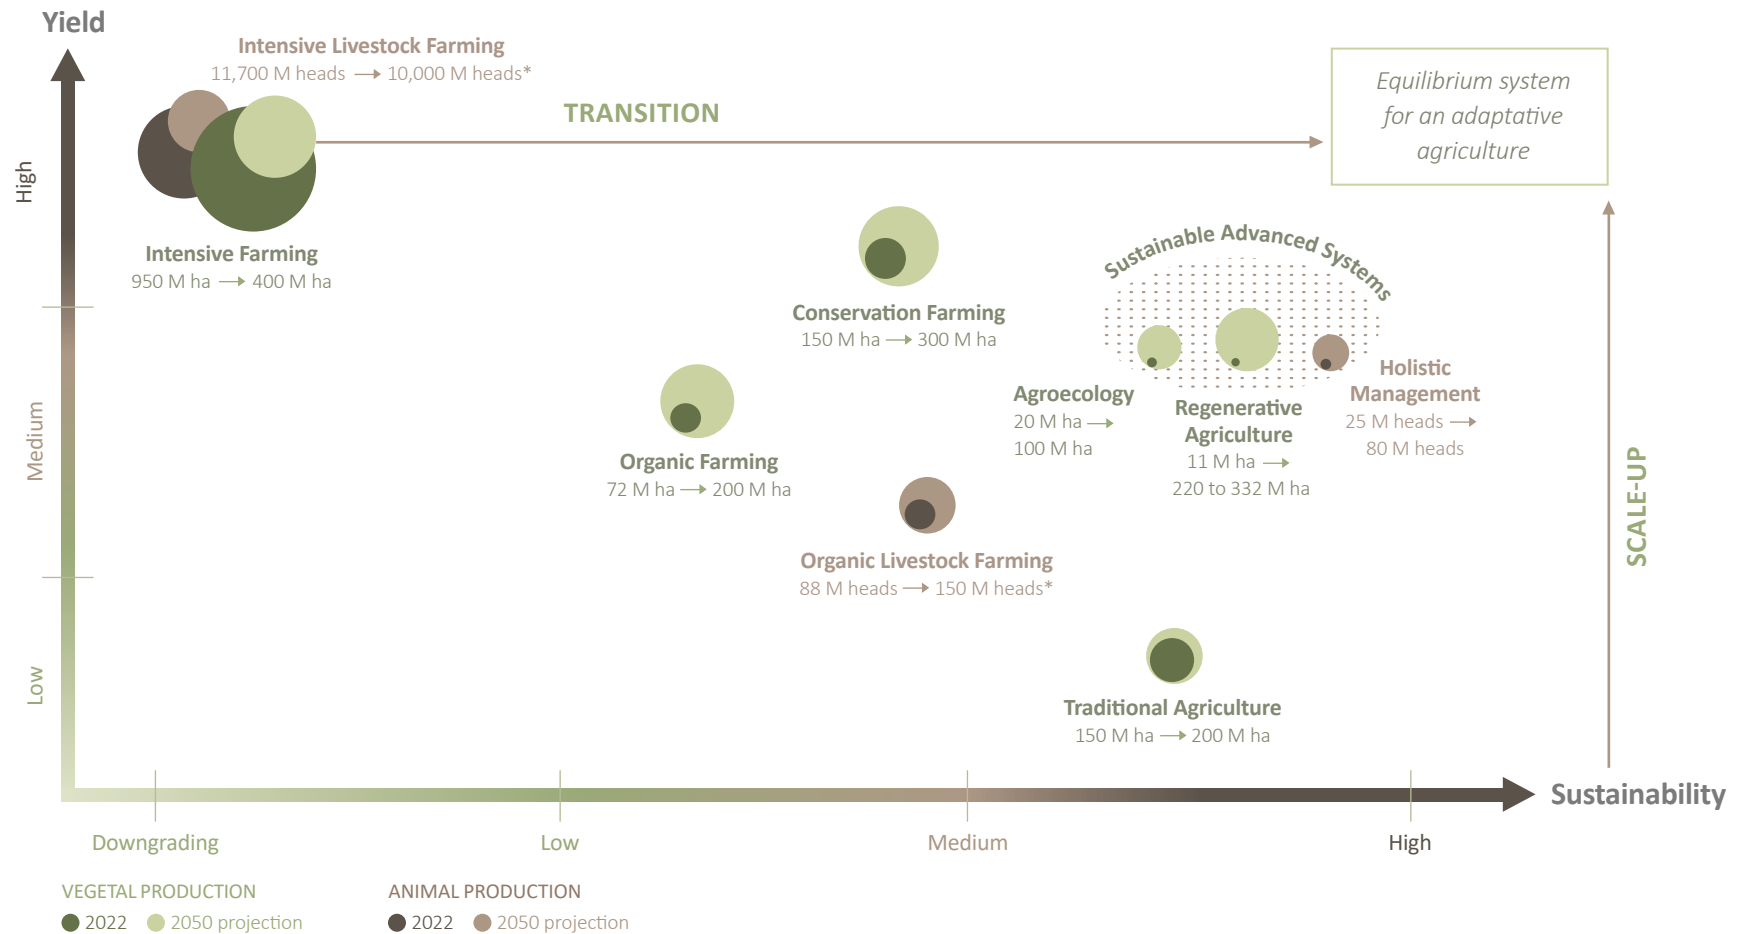 Yield
Intensive Livestock Farming
11,700 M heads → 10,000 M heads*
TRANSITION
Equilibrium system
for an adaptative
agriculture
High
Intensive Farming
950 M ha → 400 M ha
Sustainable Advanced Systems
Conservation Farming
150 M ha → 300 M ha
Holistic
Management
25 M heads →
80 M heads
Agroecology
20 M ha →
100 M ha
Regenerative
Agriculture
11 M ha →
220 to 332 M ha
Medium
Organic Farming
72 M ha → 200 M ha
SCALE-UP
Organic Livestock Farming
88 M heads → 150 M heads*
Low
Traditional Agriculture
150 M ha → 200 M ha
Sustainability
Downgrading
Low
Medium
High
VEGETAL PRODUCTION
2022
2050 projection
ANIMAL PRODUCTION
2022
2050 projection